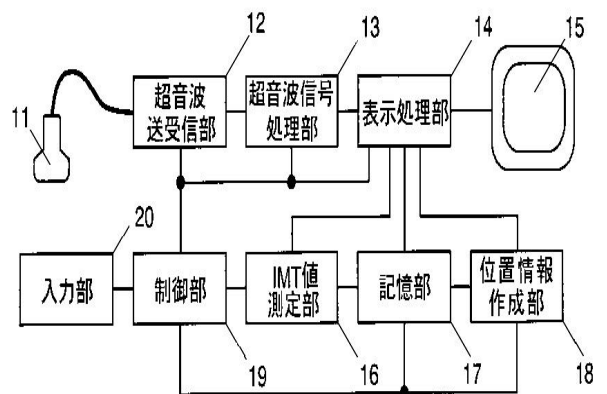 12
13
14
15
超音波
送受信部
超音波信号
処理部
表示処理部
11
20
入力部
制御部
IMT値
測定部
記憶部
位置情報
作成部
19
16
17
18